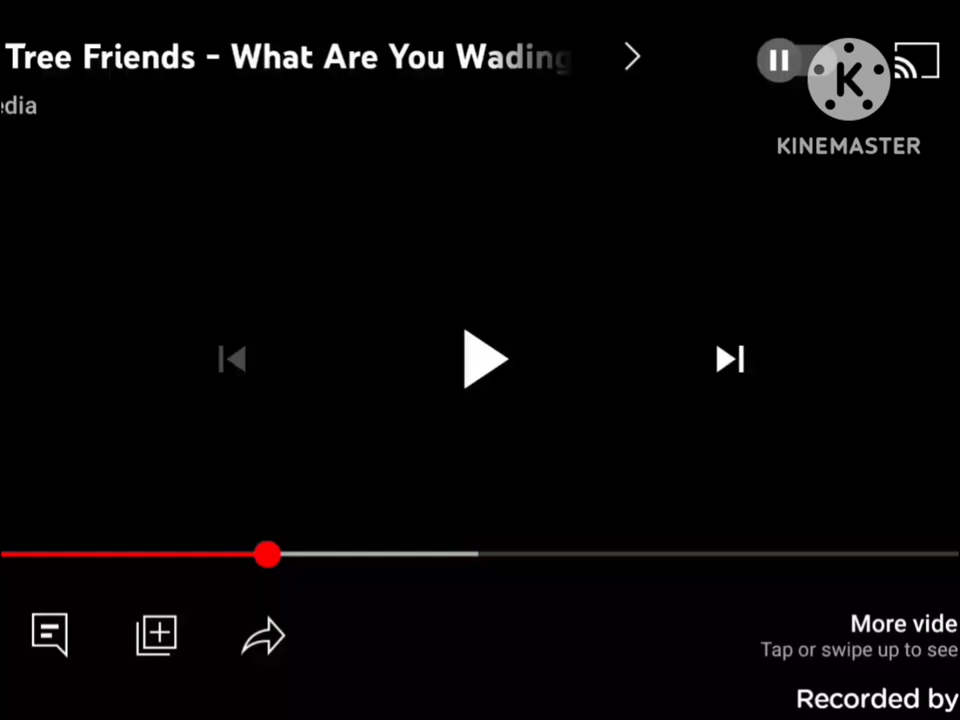 Tree Friends - What Are You Wading
edia
K
KINEMASTER
More vide
Tap or swipe up to see
Recorded by